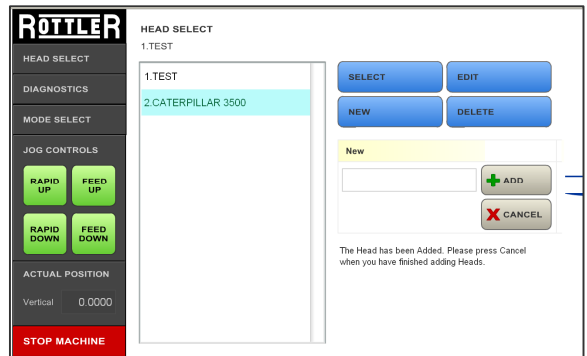 ROTTLER
HEAD SELECT
DIAGNOSTICS
MODE SELECT
JOG CONTROLS
RAPID UP
FEED UP
RAPID DOWN
FEED DOWN
ACTUAL POSITION
Vertical 0.0000
STOP MACHINE
HEAD SELECT
1.TEST
1.TEST
2.CATERPILLAR 3500
SELECT
EDIT
NEW
DELETE
New
ADD
CANCEL
The Head has been Added. Please press Cancel
when you have finished adding Heads.